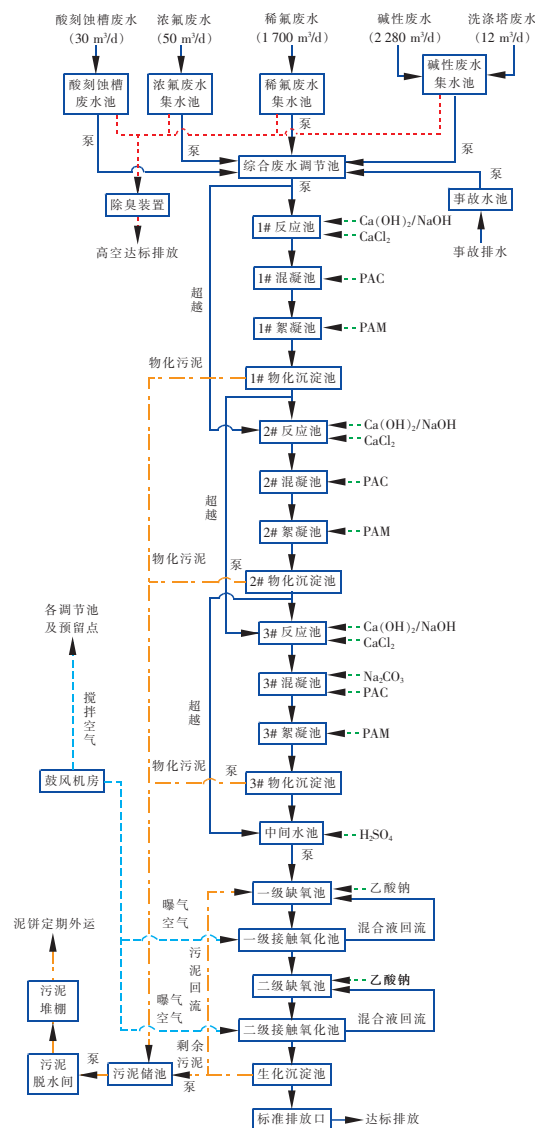 酸刻蚀槽废水
(30 m³/d)
浓氟废水
(50 m³/d)
稀氟废水
(1 700 m³/d)
碱性废水
(2 280 m³/d)
洗涤塔废水
(12 m³/d)
酸刻蚀槽
废水池
浓氟废水
集水池
稀氟废水
集水池
碱性废水
集水池
泵
泵
泵
泵
综合废水调节池
泵
泵
除臭装置
高空达标排放
事故水池
事故排水
1#反应池
Ca(OH)₂/NaOH
CaCl₂
1#混凝池
PAC
超越
1#絮凝池
PAM
物化污泥
1#物化沉淀池
2#反应池
Ca(OH)₂/NaOH
CaCl₂
2#混凝池
PAC
超越
2#絮凝池
PAM
物化污泥
泵
2#物化沉淀池
各调节池
及预留点
3#反应池
Ca(OH)₂/NaOH
CaCl₂
3#混凝池
Na₂CO₃
PAC
搅拌空气
超越
3#絮凝池
PAM
物化污泥
泵
鼓风机房
3#物化沉淀池
中间水池
H₂SO₄
泵
一级缺氧池
乙酸钠
曝气
空气
泥饼定期外运
一级接触氧化池
混合液回流
污泥回流
污泥
堆棚
二级缺氧池
乙酸钠
曝气
空气
二级接触氧化池
混合液回流
剩余
污泥
污泥
脱水间
泵
污泥储池
泵
生化沉淀池
标准排放口
达标排放